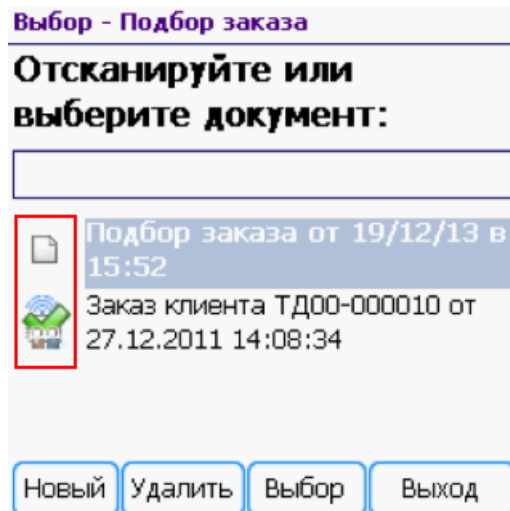 Выбор - Подбор заказа
Отсканируйте или
выберите документ:
Подбор заказа от 19/12/13 в
15:52
Заказ клиента ТД00-000010 от
27.12.2011 14:08:34
Новый Удалить Выбор Выход